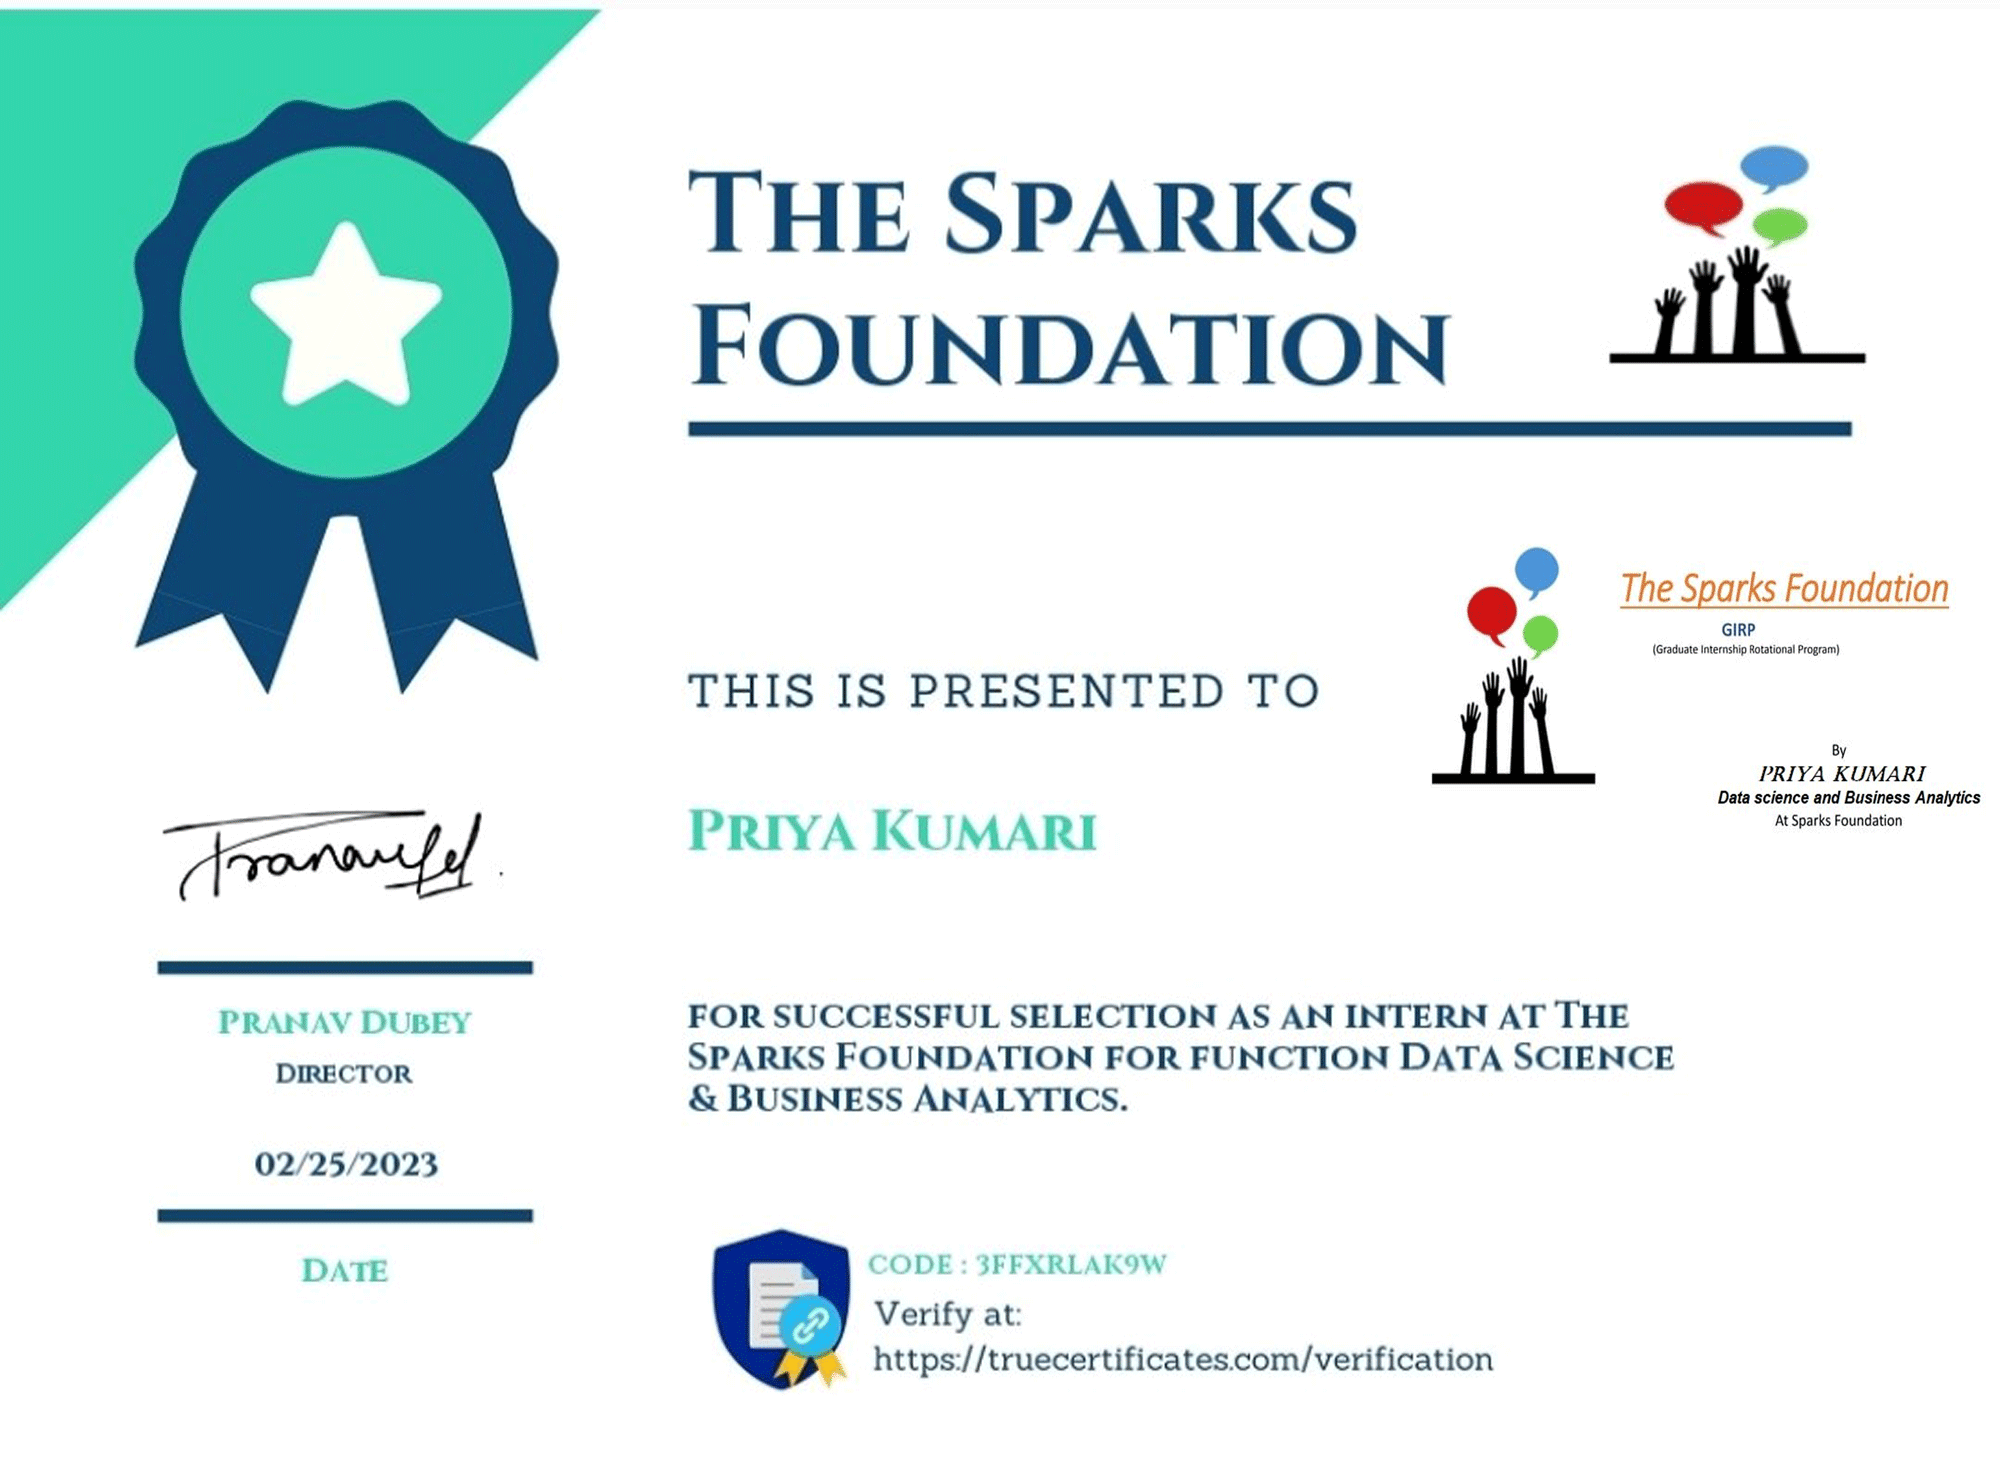 The Sparks
Foundation
The Sparks Foundation
GIRP
(Graduate Internship Rotational Program)
THIS IS PRESENTED TO
By
PRIYA KUMARI
Data science and Business Analytics
At Sparks Foundation
Priya Kumari
for successful selection as an intern at The
Sparks Foundation for function Data Science
& Business Analytics.
Pranav Dubey
Director
02/25/2023
Date
CODE : 3FFXRLAK9W
Verify at:
https://truecertificates.com/verification